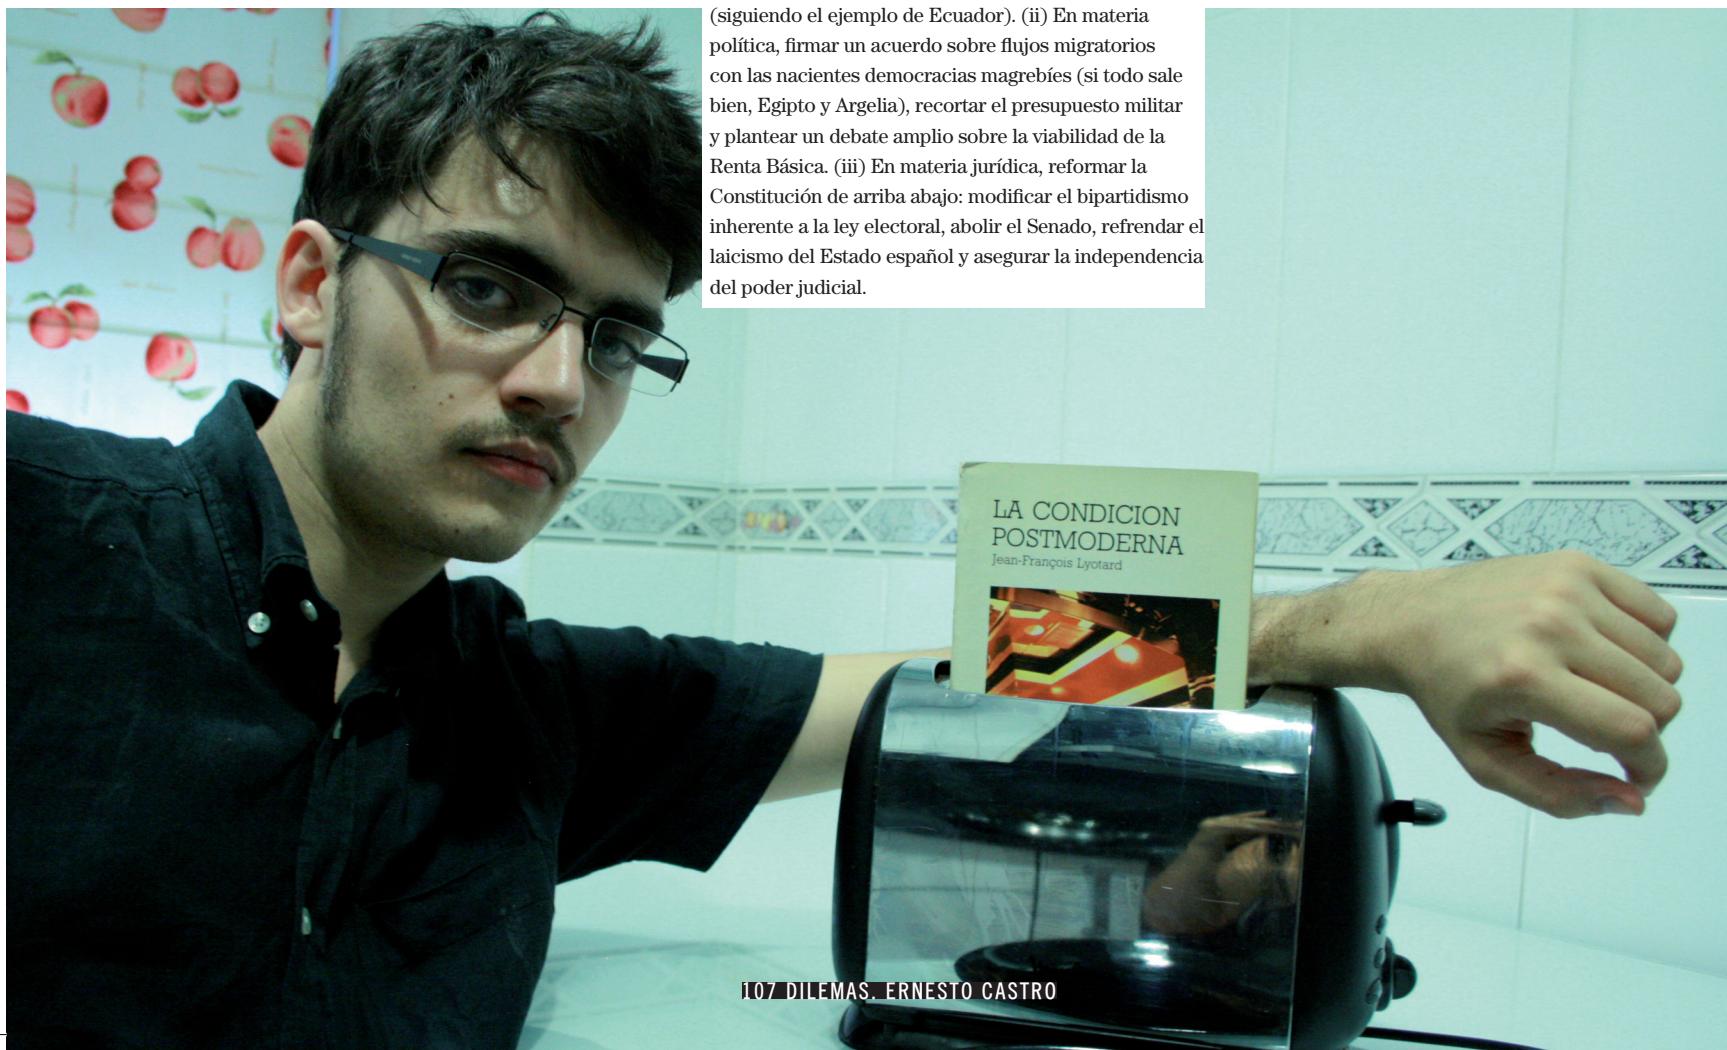 (siguiendo el ejemplo de Ecuador). (ii) En materia
política, firmar un acuerdo sobre flujos migratorios
con las nacientes democracias magrebíes (si todo sale
bien, Egipto y Argelia), recortar el presupuesto militar
y plantear un debate amplio sobre la viabilidad de la
Renta Básica. (iii) En materia jurídica, reformar la
Constitución de arriba abajo: modificar el bipartidismo
inherente a la ley electoral, abolir el Senado, refrendar el
laicismo del Estado español y asegurar la independencia
del poder judicial.
LA CONDICION
POSTMODERNA
Jean-François Lyotard
107 DILEMAS. ERNESTO CASTRO